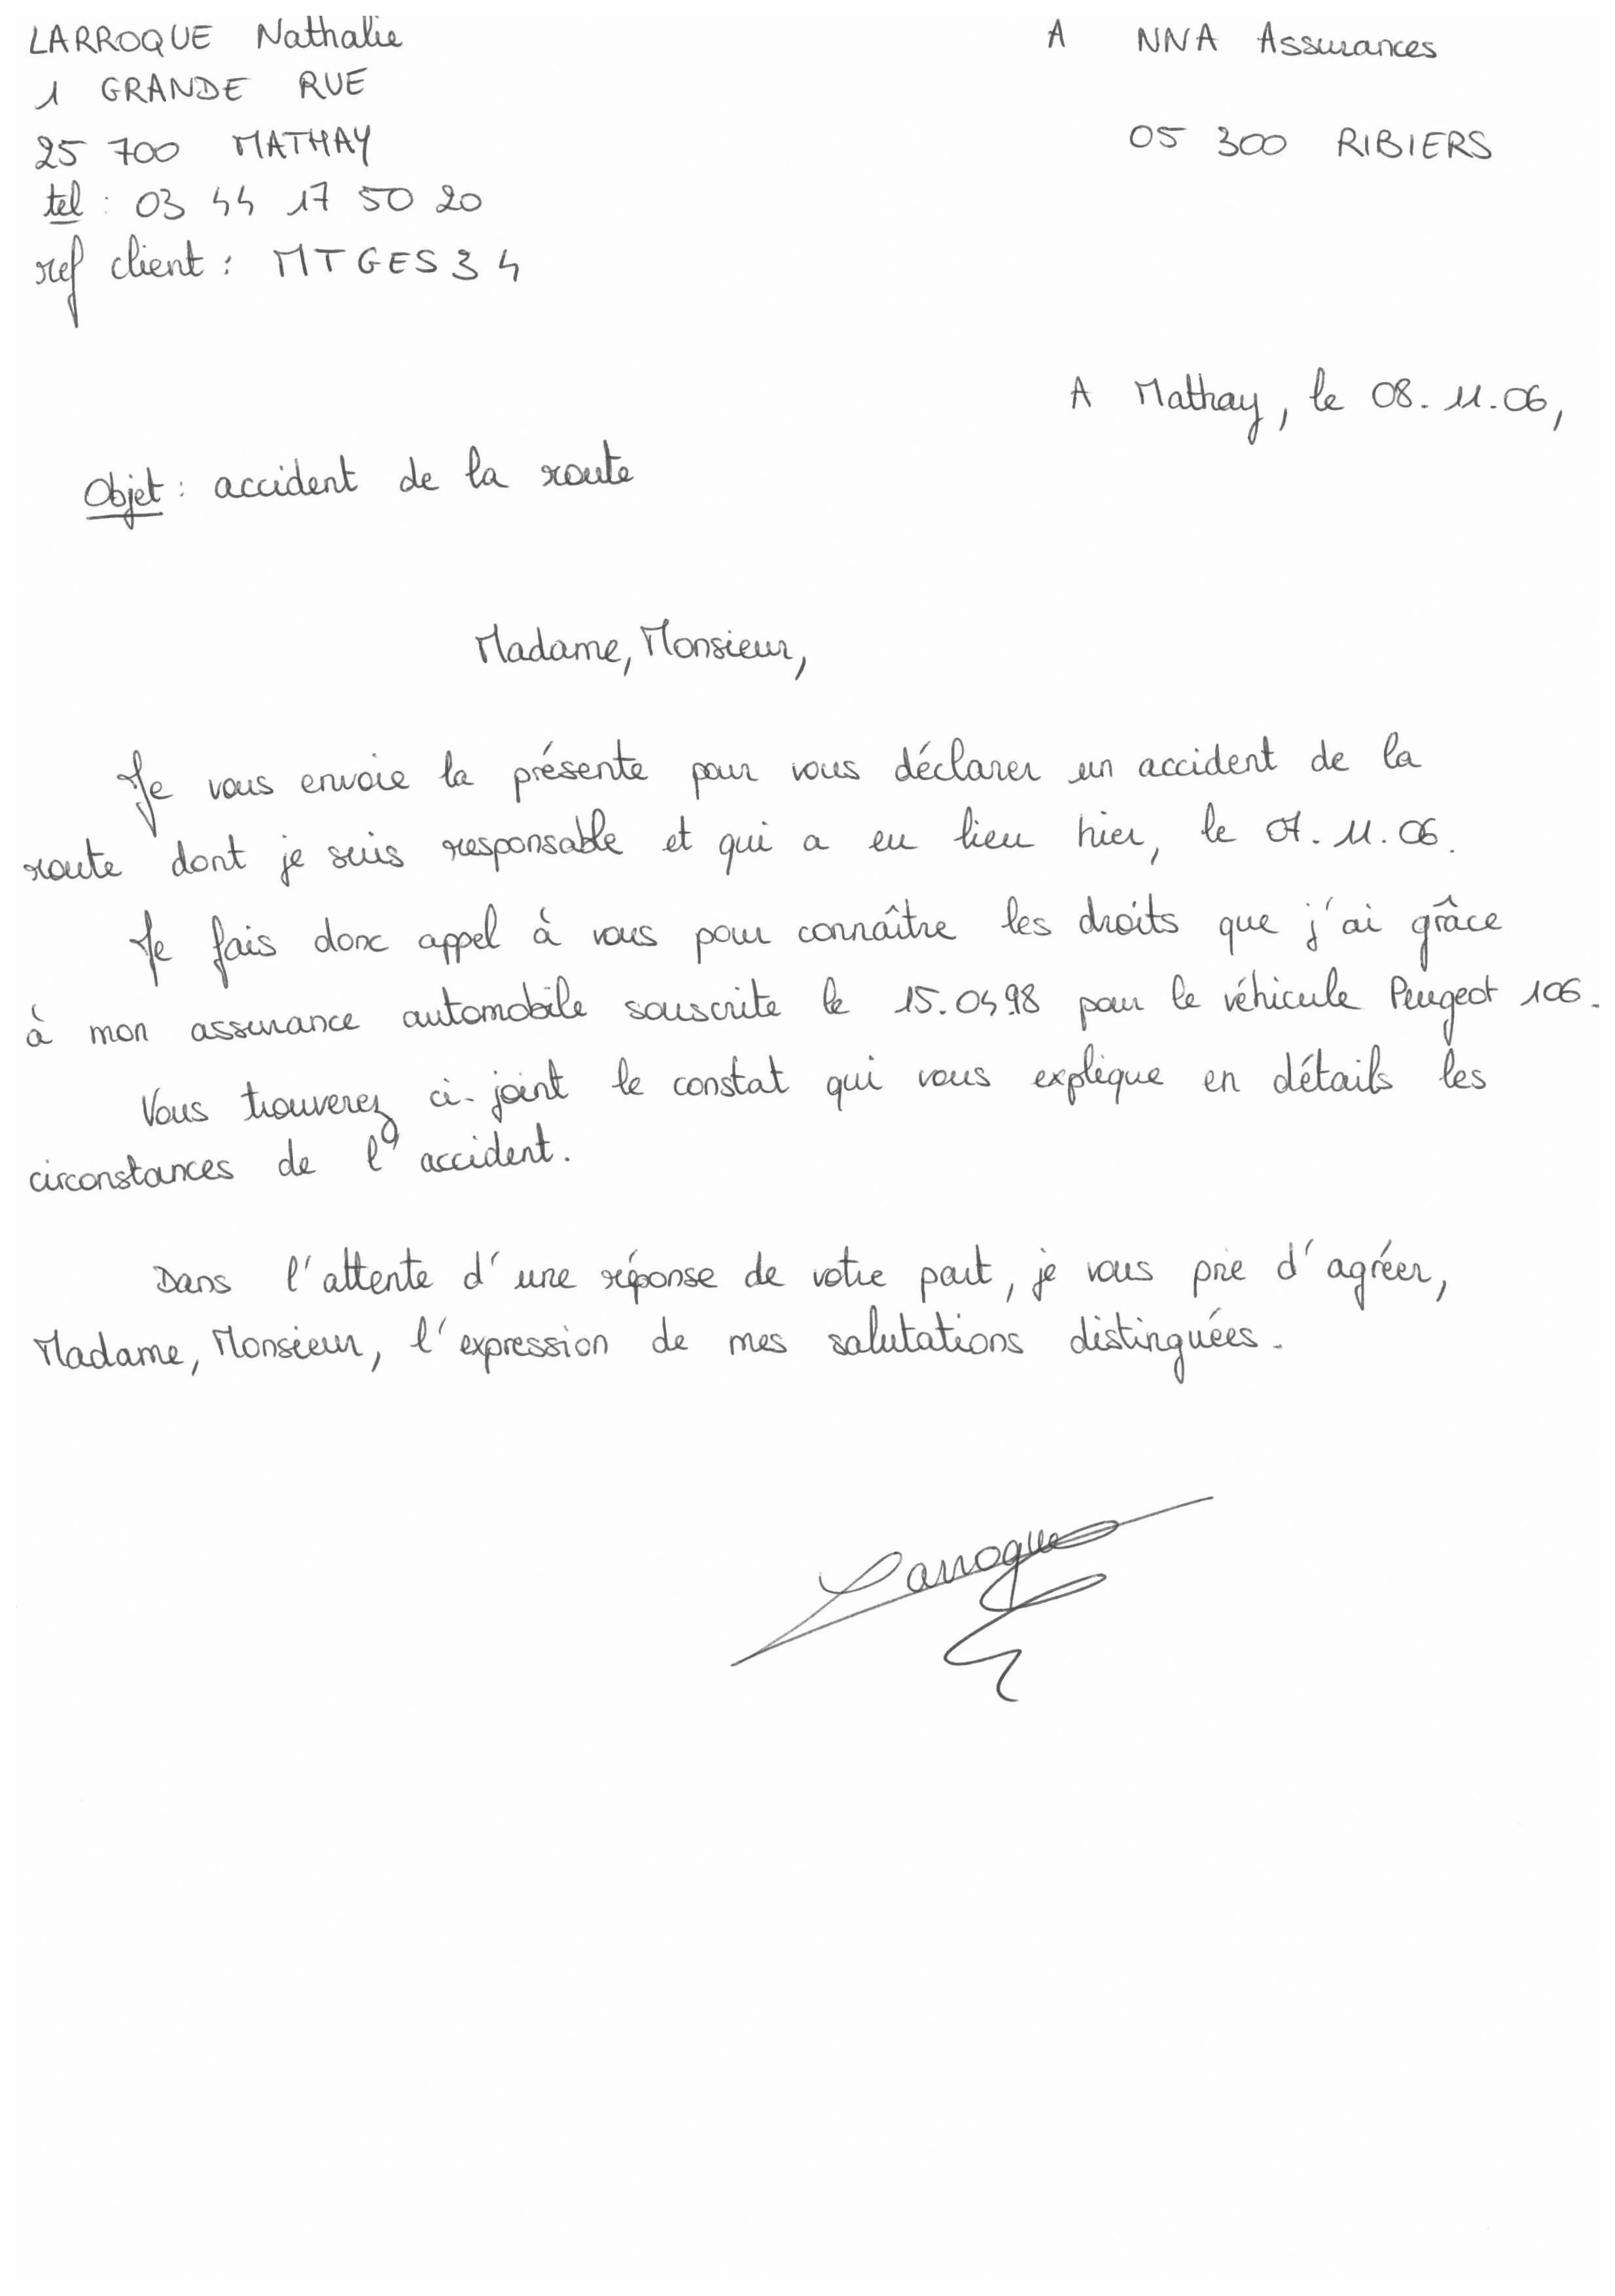 LARROQUE Nathalie
A NNA Assurances
1 GRANDE RUE
25 700 MATHAY
05 300 RIBIERS
tel : 03 44 17 50 20
ref client : MTGES34
A Mathay, le 08.11.06,
Objet : accident de la route
Madame, Monsieur,
Je vous envoie la présente pour vous déclarer un accident de la
route dont je suis responsable et qui a eu lieu hier, le 07.11.06.
Je fais donc appel à vous pour connaître les droits que j'ai grâce
à mon assurance automobile souscrite le 15.04.98 pour le véhicule Peugeot 106.
Vous trouverez ci-joint le constat qui vous explique en détails les
circonstances de l'accident.
Dans l'attente d'une réponse de votre part, je vous prie d'agréer,
Madame, Monsieur, l'expression de mes salutations distinguées.
Larroque